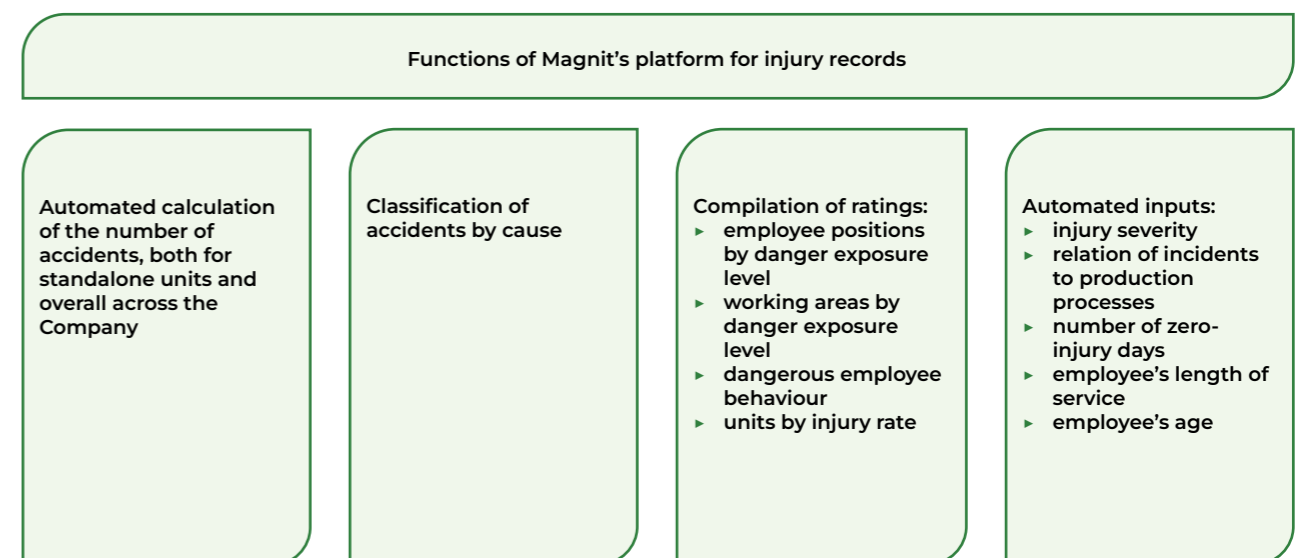 Functions of Magnit’s platform for injury records
Automated calculation
of the number of
accidents, both for
standalone units and
overall across the
Company
Classification of
accidents by cause
Compilation of ratings:
▸ employee positions
by danger exposure
level
▸ working areas by
danger exposure
level
▸ dangerous employee
behaviour
▸ units by injury rate
Automated inputs:
▸ injury severity
▸ relation of incidents
to production
processes
▸ number of zero-
injury days
▸ employee’s length of
service
▸ employee’s age